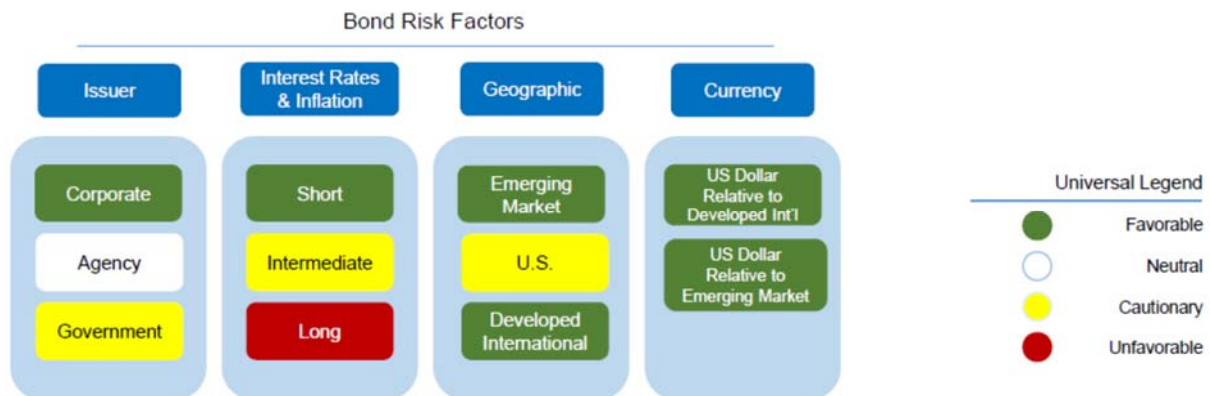 Bond Risk Factors
Issuer
Interest Rates
& Inflation
Geographic
Currency
Corporate
Agency
Government
Short
Intermediate
Long
Emerging
Market
U.S.
Developed
International
US Dollar
Relative to
Developed Int'l
US Dollar
Relative to
Emerging Market
Universal Legend
Favorable
Neutral
Cautionary
Unfavorable